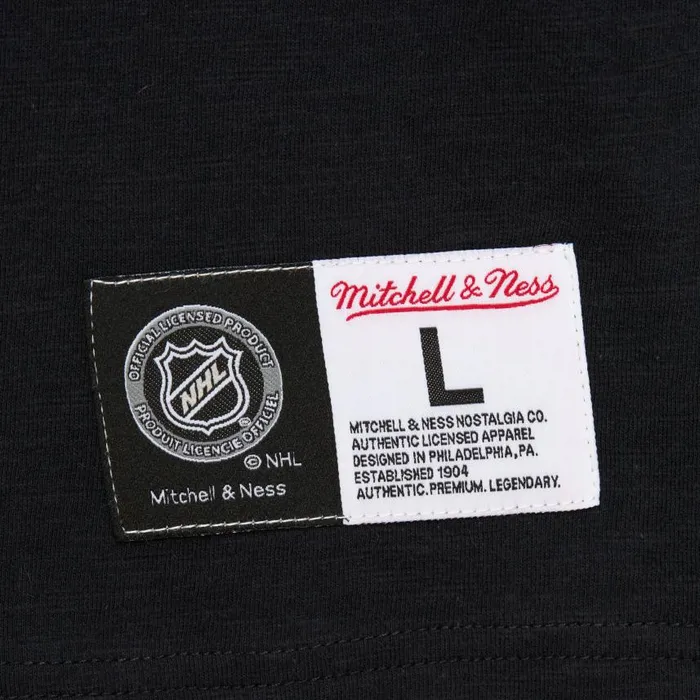 OFFICIAL LICENSED PRODUCT
NHL
PRODUIT LICENCIÉ OFFICIEL
© NHL
Mitchell & Ness
Mitchell & Ness
L
MITCHELL & NESS NOSTALGIA CO.
AUTHENTIC LICENSED APPAREL
DESIGNED IN PHILADELPHIA, PA.
ESTABLISHED 1904
AUTHENTIC. PREMIUM. LEGENDARY.